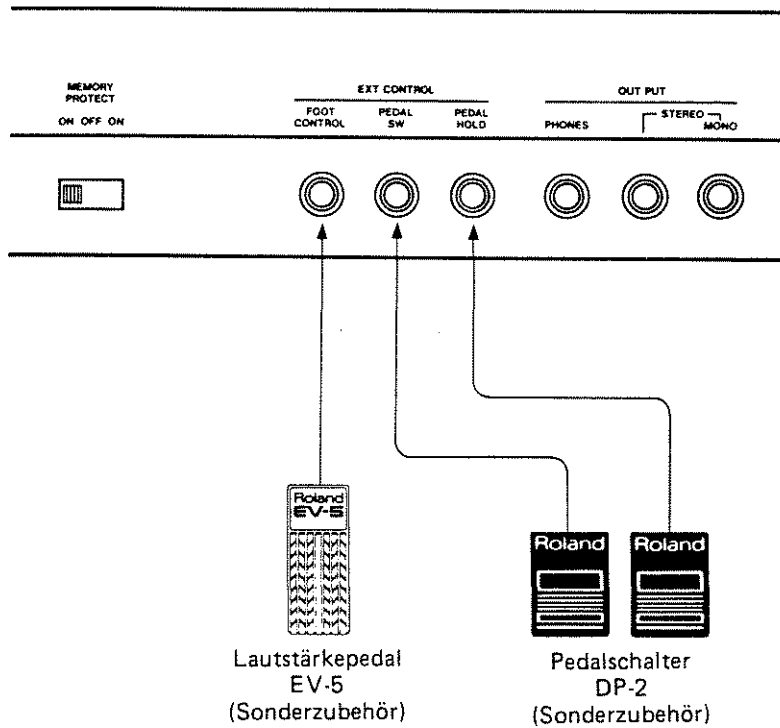 MEMORY
PROTECT
ON OFF ON
EXT CONTROL
FOOT
CONTROL
PEDAL
SW
PEDAL
HOLD
OUT PUT
PHONES
STEREO
MONO
Roland
EV-5
Roland
Roland
Lautstärkepedal
EV-5
(Sonderzubehör)
Pedalschalter
DP-2
(Sonderzubehör)